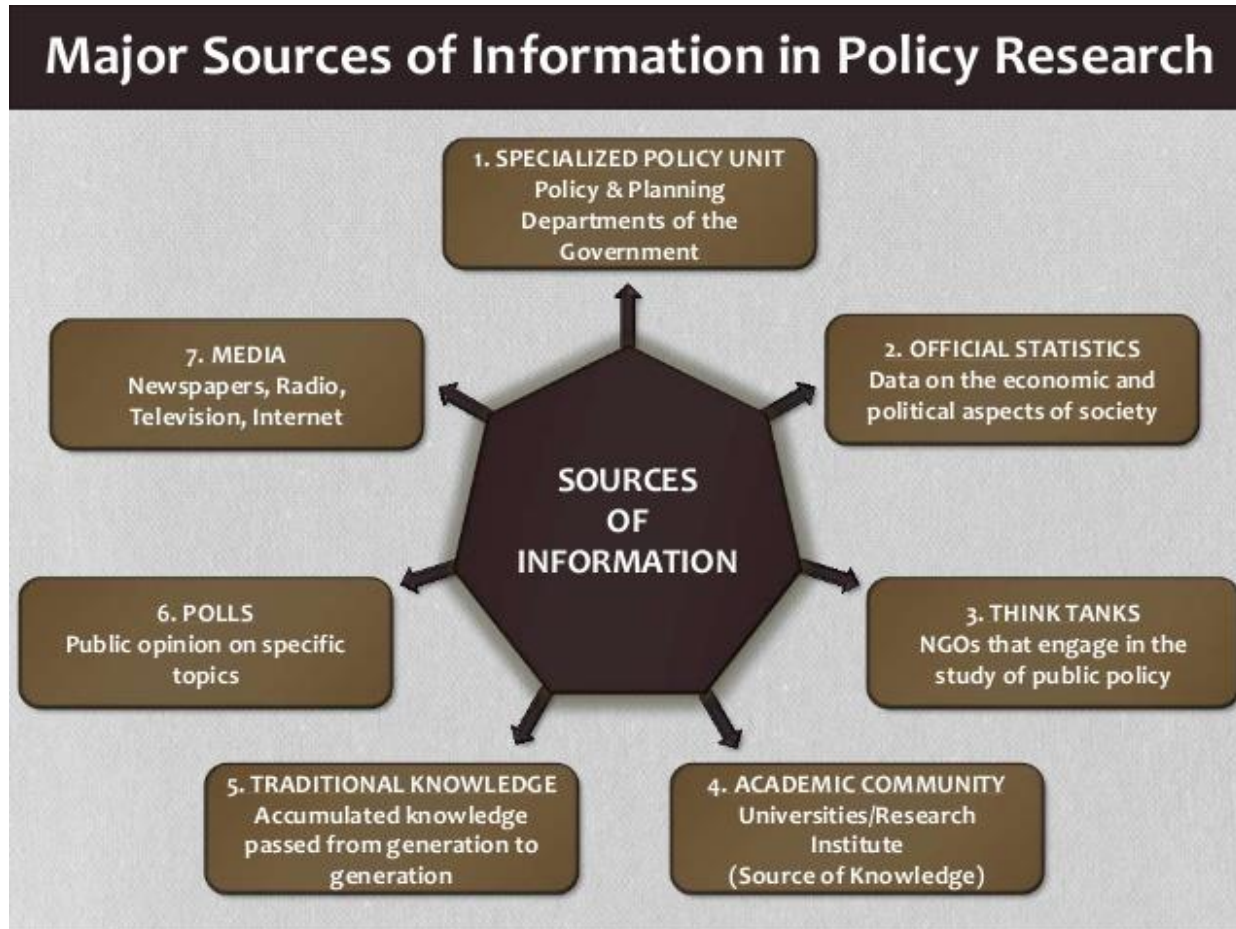 Major Sources of Information in Policy Research
1. SPECIALIZED POLICY UNIT
Policy & Planning
Departments of the
Government
2. OFFICIAL STATISTICS
Data on the economic and
political aspects of society
3. THINK TANKS
NGOs that engage in the
study of public policy
4. ACADEMIC COMMUNITY
Universities/Research
Institute
(Source of Knowledge)
5. TRADITIONAL KNOWLEDGE
Accumulated knowledge
passed from generation to
generation
6. POLLS
Public opinion on specific
topics
7. MEDIA
Newspapers, Radio,
Television, Internet
SOURCES
OF
INFORMATION